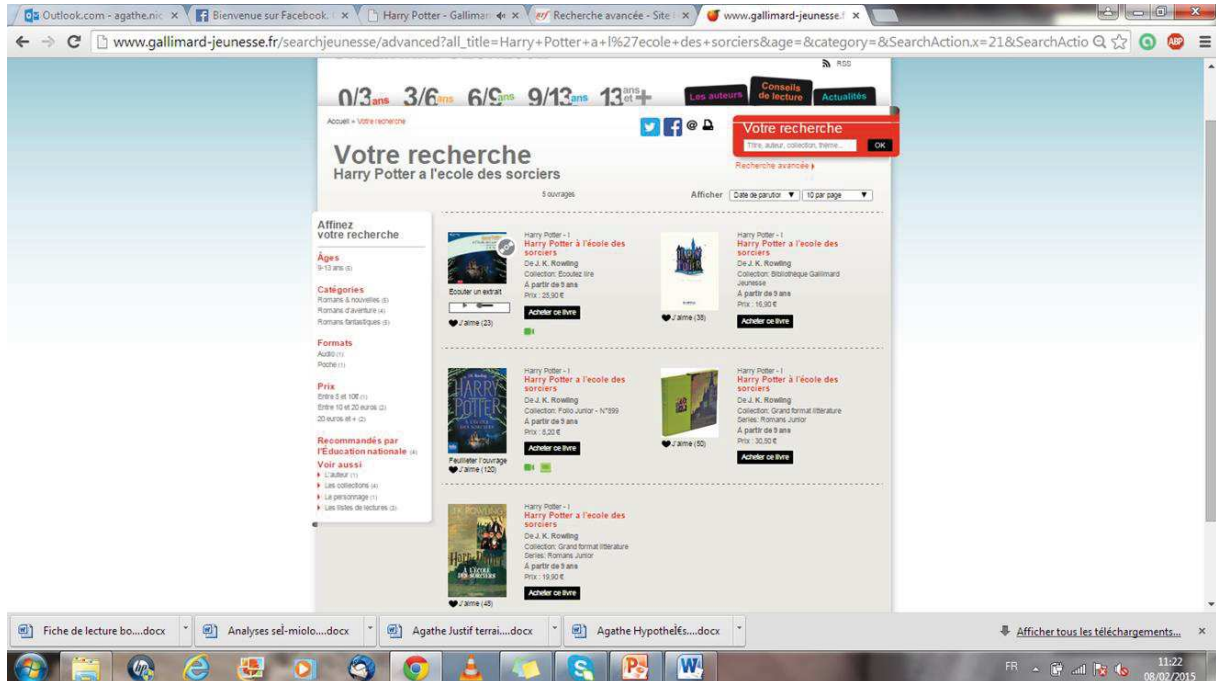 Outlook.com - agathe.nic
Bienvenue sur Facebook.
Harry Potter - Galliman
Recherche avancée - Site
www.gallimard-jeunesse.f
www.gallimard-jeunesse.fr/searchjeunesse/advanced?all_title=Harry+Potter+a+l%27ecole+des+sorciers&age=&category=&SearchAction.x=21&SearchActio
RSS
0/3 ans 3/6 ans 6/9 ans 9/13 ans 13 ans et +
Les auteurs
Conseils de lecture
Actualités
Accueil » Votre recherche
Votre recherche
Titre, auteur, collection, thème... OK
Recherche avancée
Votre recherche
Harry Potter a l'ecole des sorciers
5 ouvrages
Afficher Date de parution 10 par page
Affinez
votre recherche
Âges
9-13 ans (5)
Catégories
Romans & nouvelles (5)
Romans d'aventure (4)
Romans fantastiques (5)
Formats
Audio (1)
Poche (1)
Prix
Entre 5 et 10€ (1)
Entre 10 et 20 euros (2)
20 euros et + (2)
Recommandés par
l'Éducation nationale (4)
Voir aussi
L'auteur (1)
Les collections (4)
Le personnage (1)
Les listes de lectures (3)
Harry Potter - I
Harry Potter à l'école des
sorciers
De J. K. Rowling
Collection: Ecoutez lire
A partir de 9 ans
Prix : 25,90 €
Acheter ce livre
Ecouter un extrait
J'aime (23)
Harry Potter - I
Harry Potter à l'école des
sorciers
De J. K. Rowling
Collection: Bibliothèque Gallimard
Jeunesse
A partir de 9 ans
Prix : 16,90 €
Acheter ce livre
J'aime (38)
HARRY
POTTER
Harry Potter - I
Harry Potter a l'ecole des
sorciers
De J. K. Rowling
Collection: Folio Junior - N°899
A partir de 9 ans
Prix : 8,20 €
Acheter ce livre
Feuilleter l'ouvrage
J'aime (120)
Harry Potter - I
Harry Potter à l'école des
sorciers
De J. K. Rowling
Collection: Grand format littérature
Series: Romans Junior
A partir de 9 ans
Prix : 30,50 €
Acheter ce livre
J'aime (50)
J.K. ROWLING
Harry Potter
À L'ÉCOLE
DES SORCIERS
Harry Potter - I
Harry Potter a l'ecole des
sorciers
De J. K. Rowling
Collection: Grand format littérature
Series: Romans Junior
A partir de 9 ans
Prix : 19,90 €
Acheter ce livre
J'aime (48)
Fiche de lecture bo....docx
Analyses seÌ-miolo....docx
Agathe Justif terrai....docx
Agathe HypotheÌ€s....docx
Afficher tous les téléchargements...
FR
11:22
08/02/2015